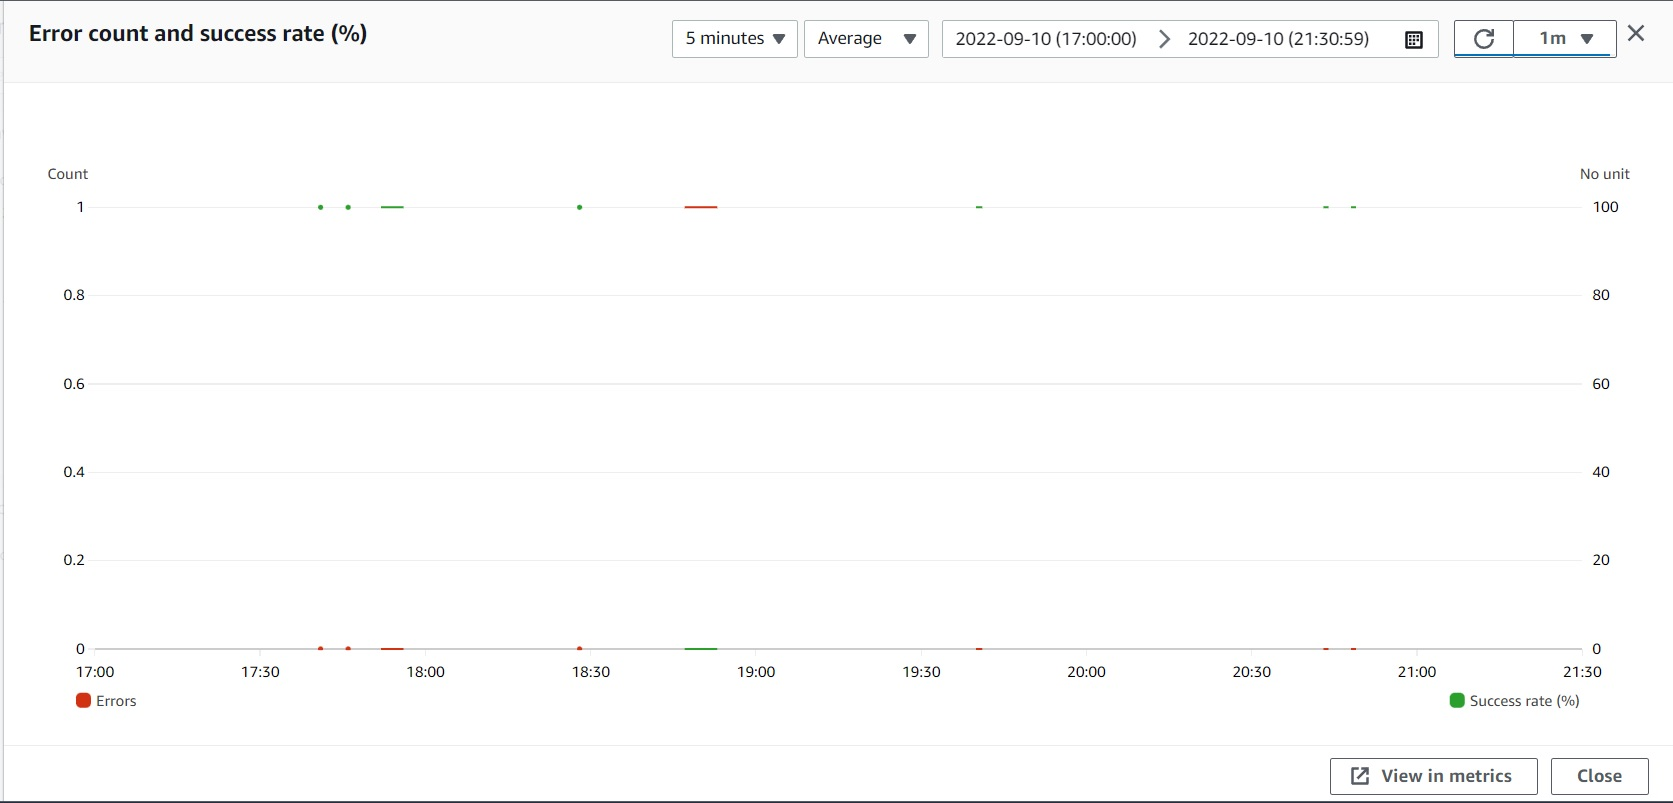 Error count and success rate (%)
5 minutes
Average
2022-09-10 (17:00:00)
2022-09-10 (21:30:59)
1m
Count
No unit
1
100
0.8
80
0.6
60
0.4
40
0.2
20
0
0
17:00 17:30 18:00 18:30 19:00 19:30 20:00 20:30 21:00 21:30
Errors
Success rate (%)
View in metrics
Close